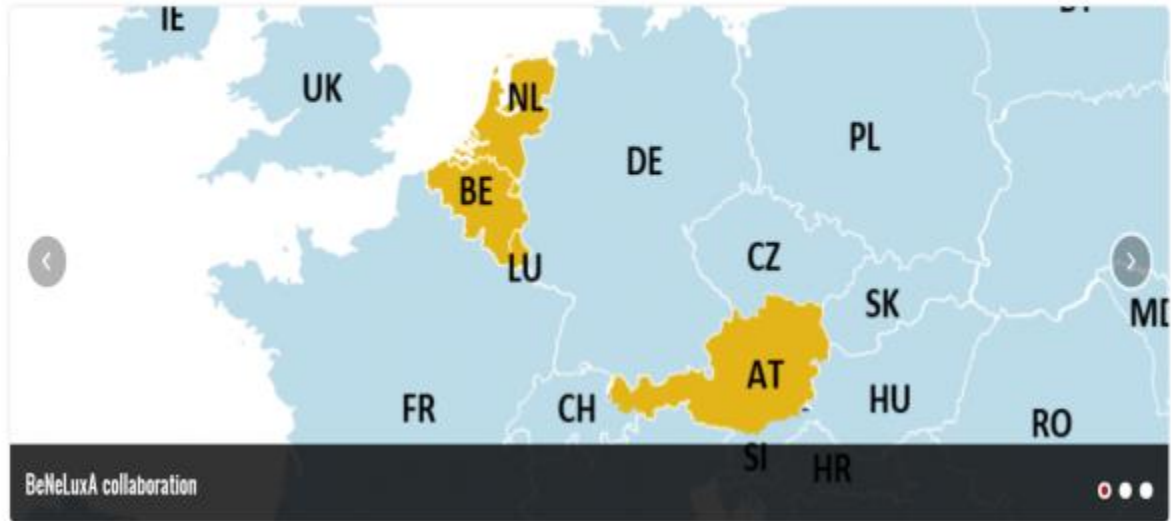 IE
UK
NL
PL
DE
BE
CZ
LU
SK
MD
AT
HU
FR
CH
RO
SI
HR
BeNeLuxA collaboration